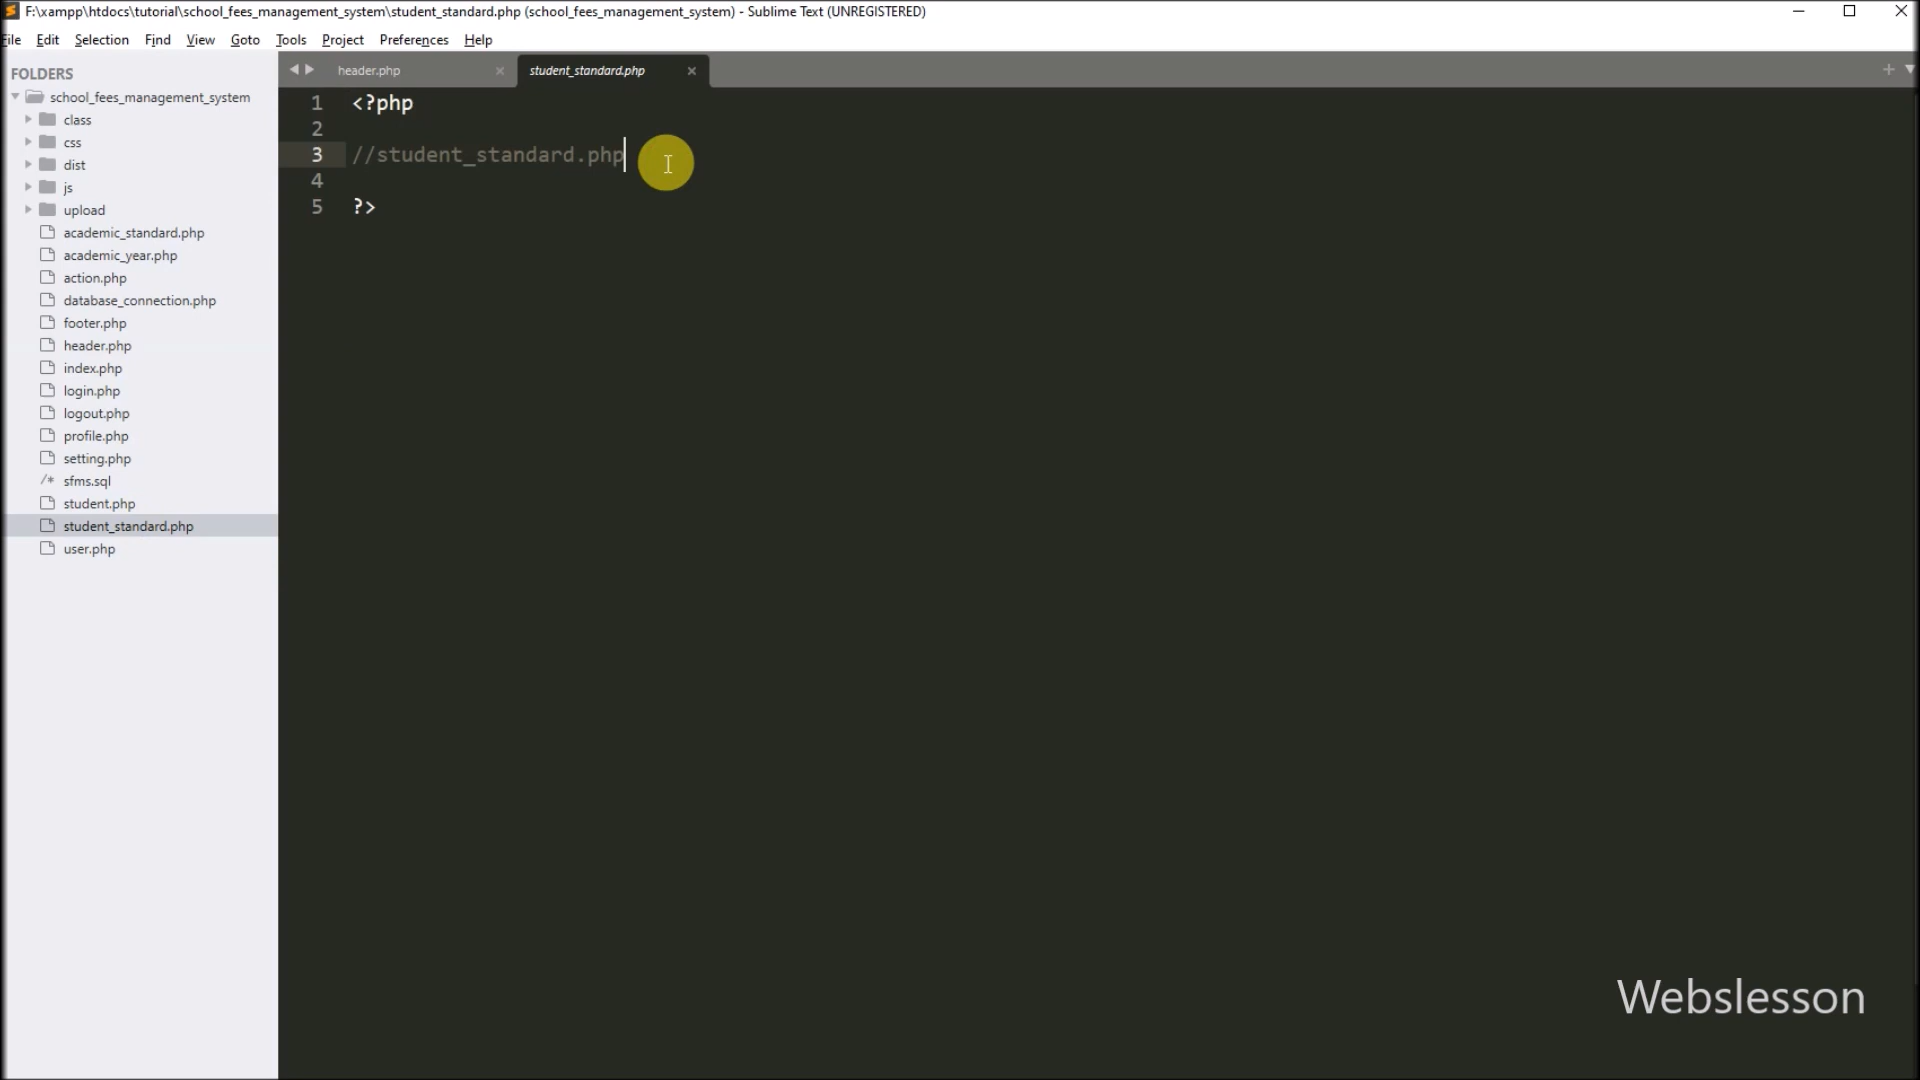 F:\xampp\htdocs\tutorial\school_fees_management_system\student_standard.php (school_fees_management_system) - Sublime Text (UNREGISTERED)
File Edit Selection Find View Goto Tools Project Preferences Help
FOLDERS
school_fees_management_system
class
css
dist
js
upload
academic_standard.php
academic_year.php
action.php
database_connection.php
footer.php
header.php
index.php
login.php
logout.php
profile.php
setting.php
/* sfms.sql
student.php
student_standard.php
user.php
header.php × student_standard.php ×
1 <?php
2
3 //student_standard.php
4
5 ?>
Webslesson